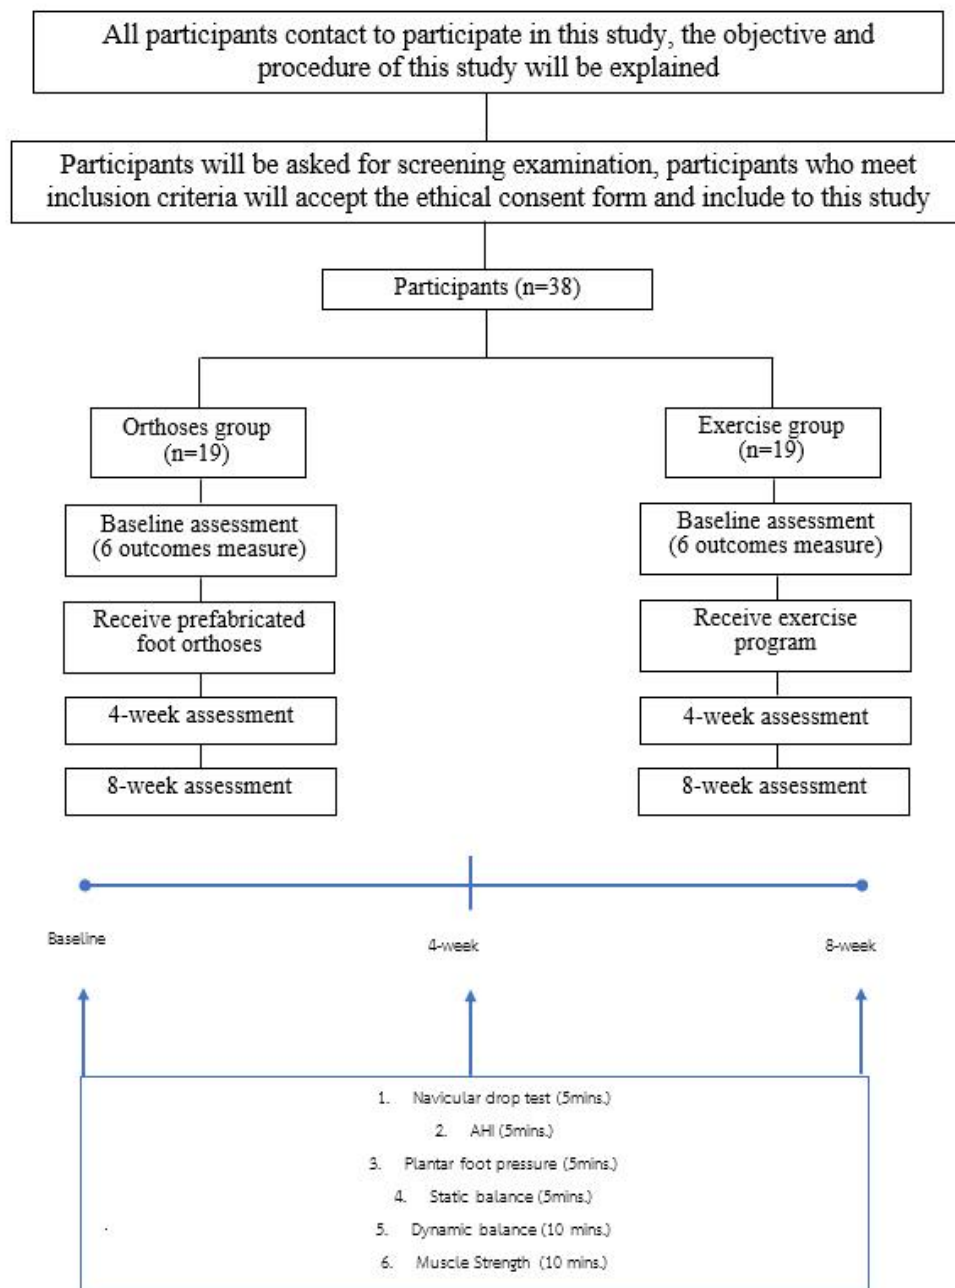 All participants contact to participate in this study, the objective and
procedure of this study will be explained
Participants will be asked for screening examination, participants who meet
inclusion criteria will accept the ethical consent form and include to this study
Participants (n=38)
Orthoses group
(n=19)
Baseline assessment
(6 outcomes measure)
Receive prefabricated
foot orthoses
4-week assessment
8-week assessment
Exercise group
(n=19)
Baseline assessment
(6 outcomes measure)
Receive exercise
program
4-week assessment
8-week assessment
Baseline
4-week
8-week
1. Navicular drop test (5mins.)
2. AHI (5mins.)
3. Plantar foot pressure (5mins.)
4. Static balance (5mins.)
5. Dynamic balance (10 mins.)
6. Muscle Strength (10 mins.)